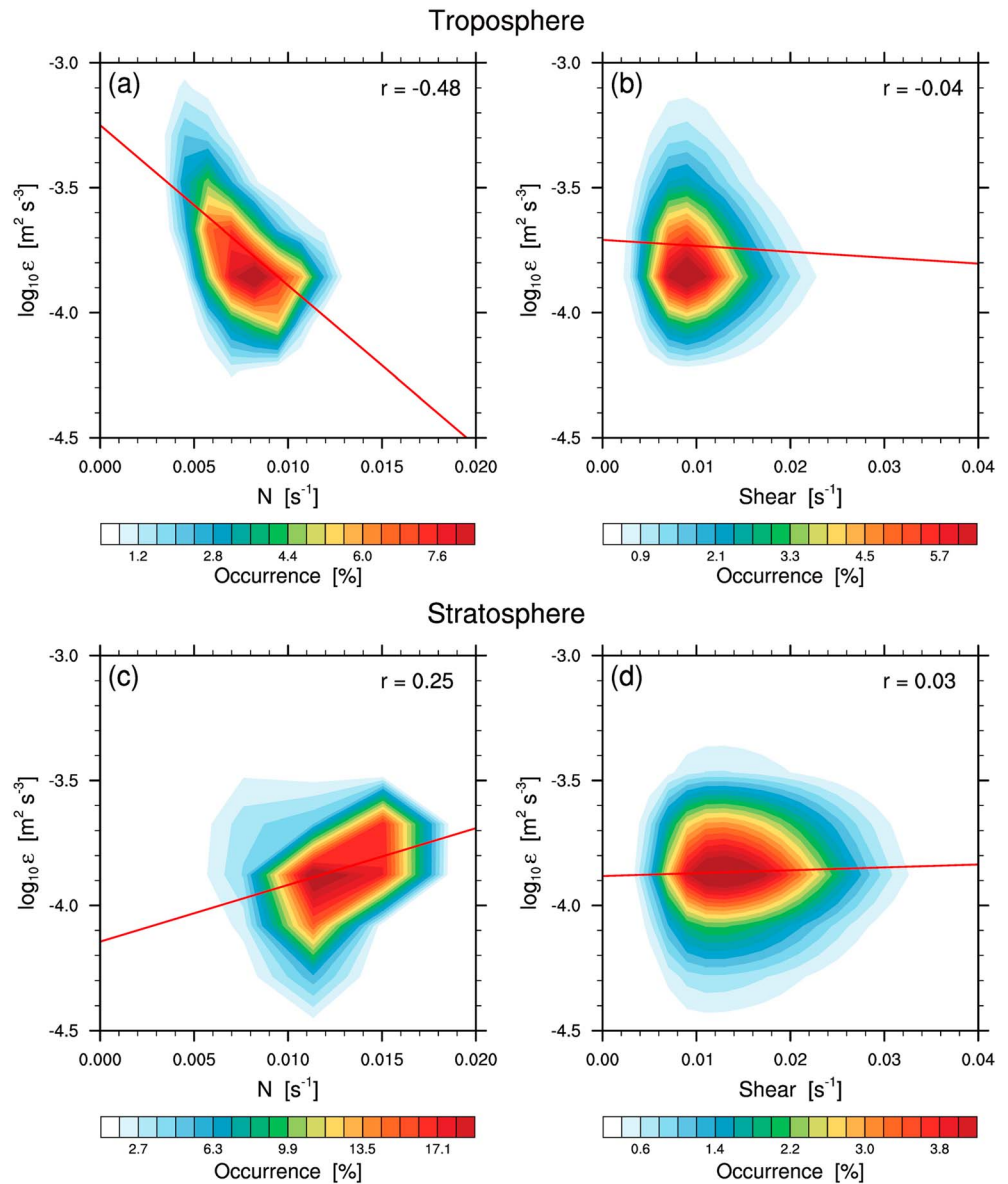 Troposphere
(a)
r = -0.48
-3.0
-3.5
-4.0
-4.5
log₁₀ε [m² s⁻³]
0.000 0.005 0.010 0.015 0.020
N [s⁻¹]
1.2 2.8 4.4 6.0 7.6
Occurrence [%]
(b)
r = -0.04
-3.0
-3.5
-4.0
-4.5
log₁₀ε [m² s⁻³]
0.00 0.01 0.02 0.03 0.04
Shear [s⁻¹]
0.9 2.1 3.3 4.5 5.7
Occurrence [%]
Stratosphere
(c)
r = 0.25
-3.0
-3.5
-4.0
-4.5
log₁₀ε [m² s⁻³]
0.000 0.005 0.010 0.015 0.020
N [s⁻¹]
2.7 6.3 9.9 13.5 17.1
Occurrence [%]
(d)
r = 0.03
-3.0
-3.5
-4.0
-4.5
log₁₀ε [m² s⁻³]
0.00 0.01 0.02 0.03 0.04
Shear [s⁻¹]
0.6 1.4 2.2 3.0 3.8
Occurrence [%]